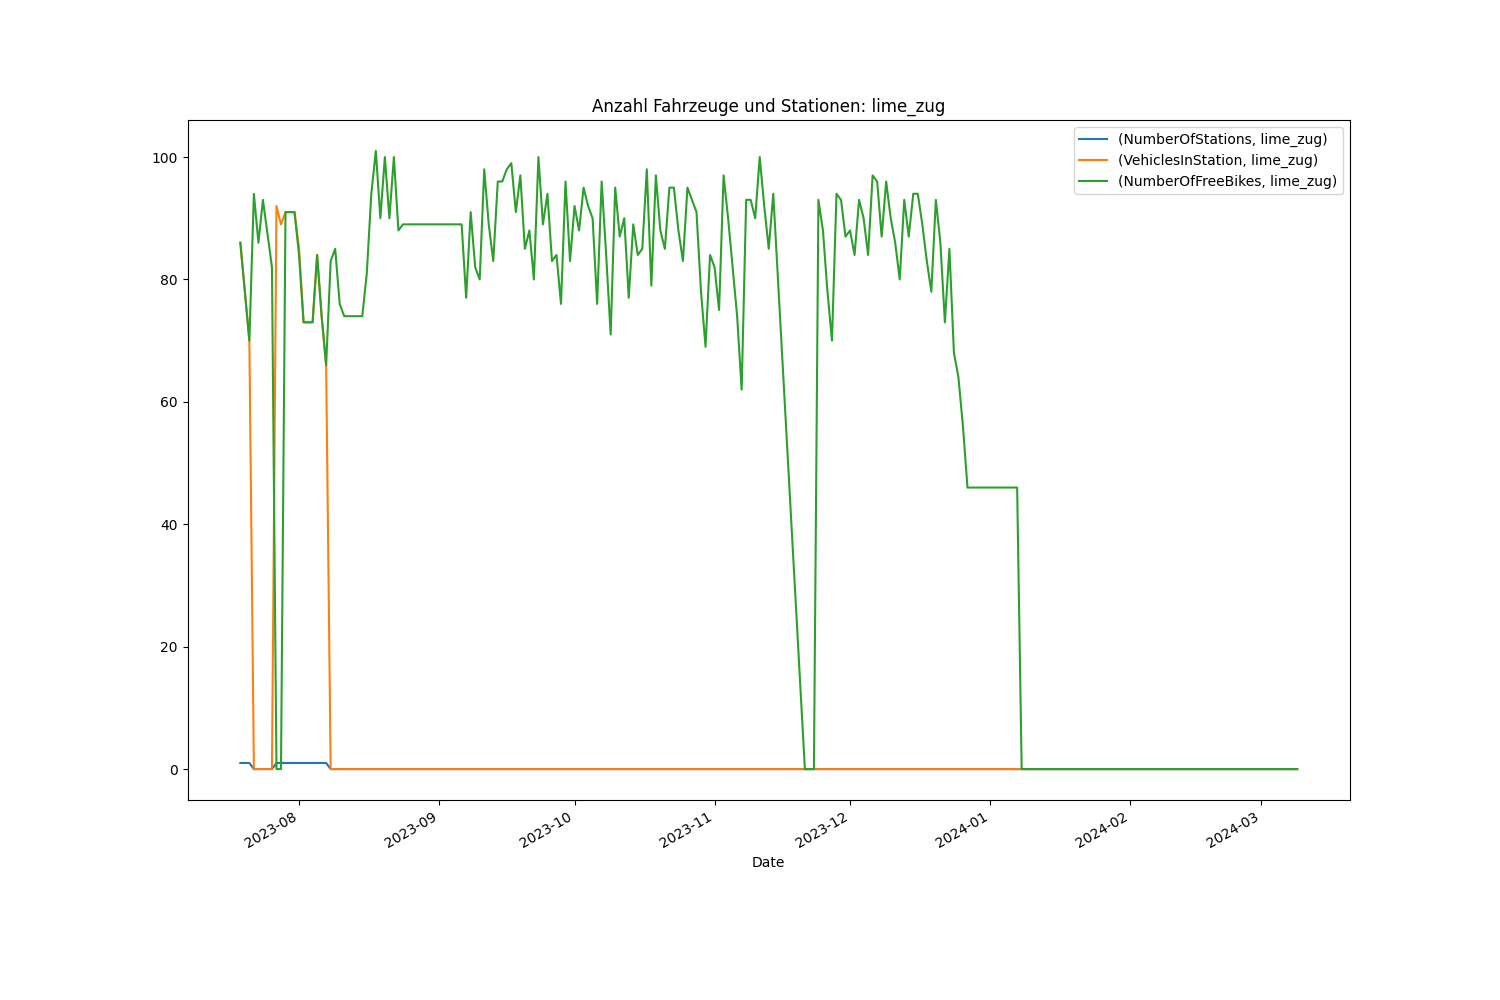 Anzahl Fahrzeuge und Stationen: lime_zug
(NumberOfStations, lime_zug)
(VehiclesInStation, lime_zug)
(NumberOfFreeBikes, lime_zug)
100
80
60
40
20
0
2023-08
2023-09
2023-10
2023-11
2023-12
2024-01
2024-02
2024-03
Date